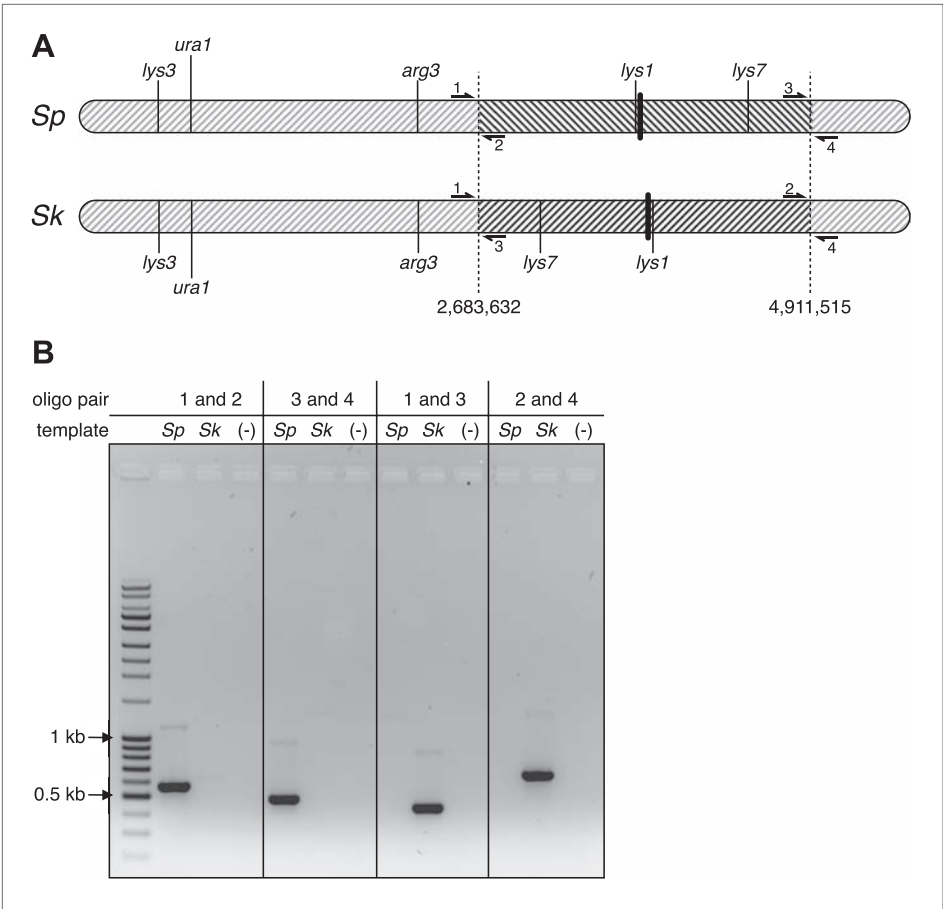 A
ura1
lys3 arg3 lys1 lys7
1 3
Sp
2 4
1 2
Sk
3 4
lys3 arg3 lys7 lys1
ura1
2,683,632 4,911,515
B
oligo pair 1 and 2 3 and 4 1 and 3 2 and 4
template Sp Sk (-) Sp Sk (-) Sp Sk (-) Sp Sk (-)
1 kb
0.5 kb